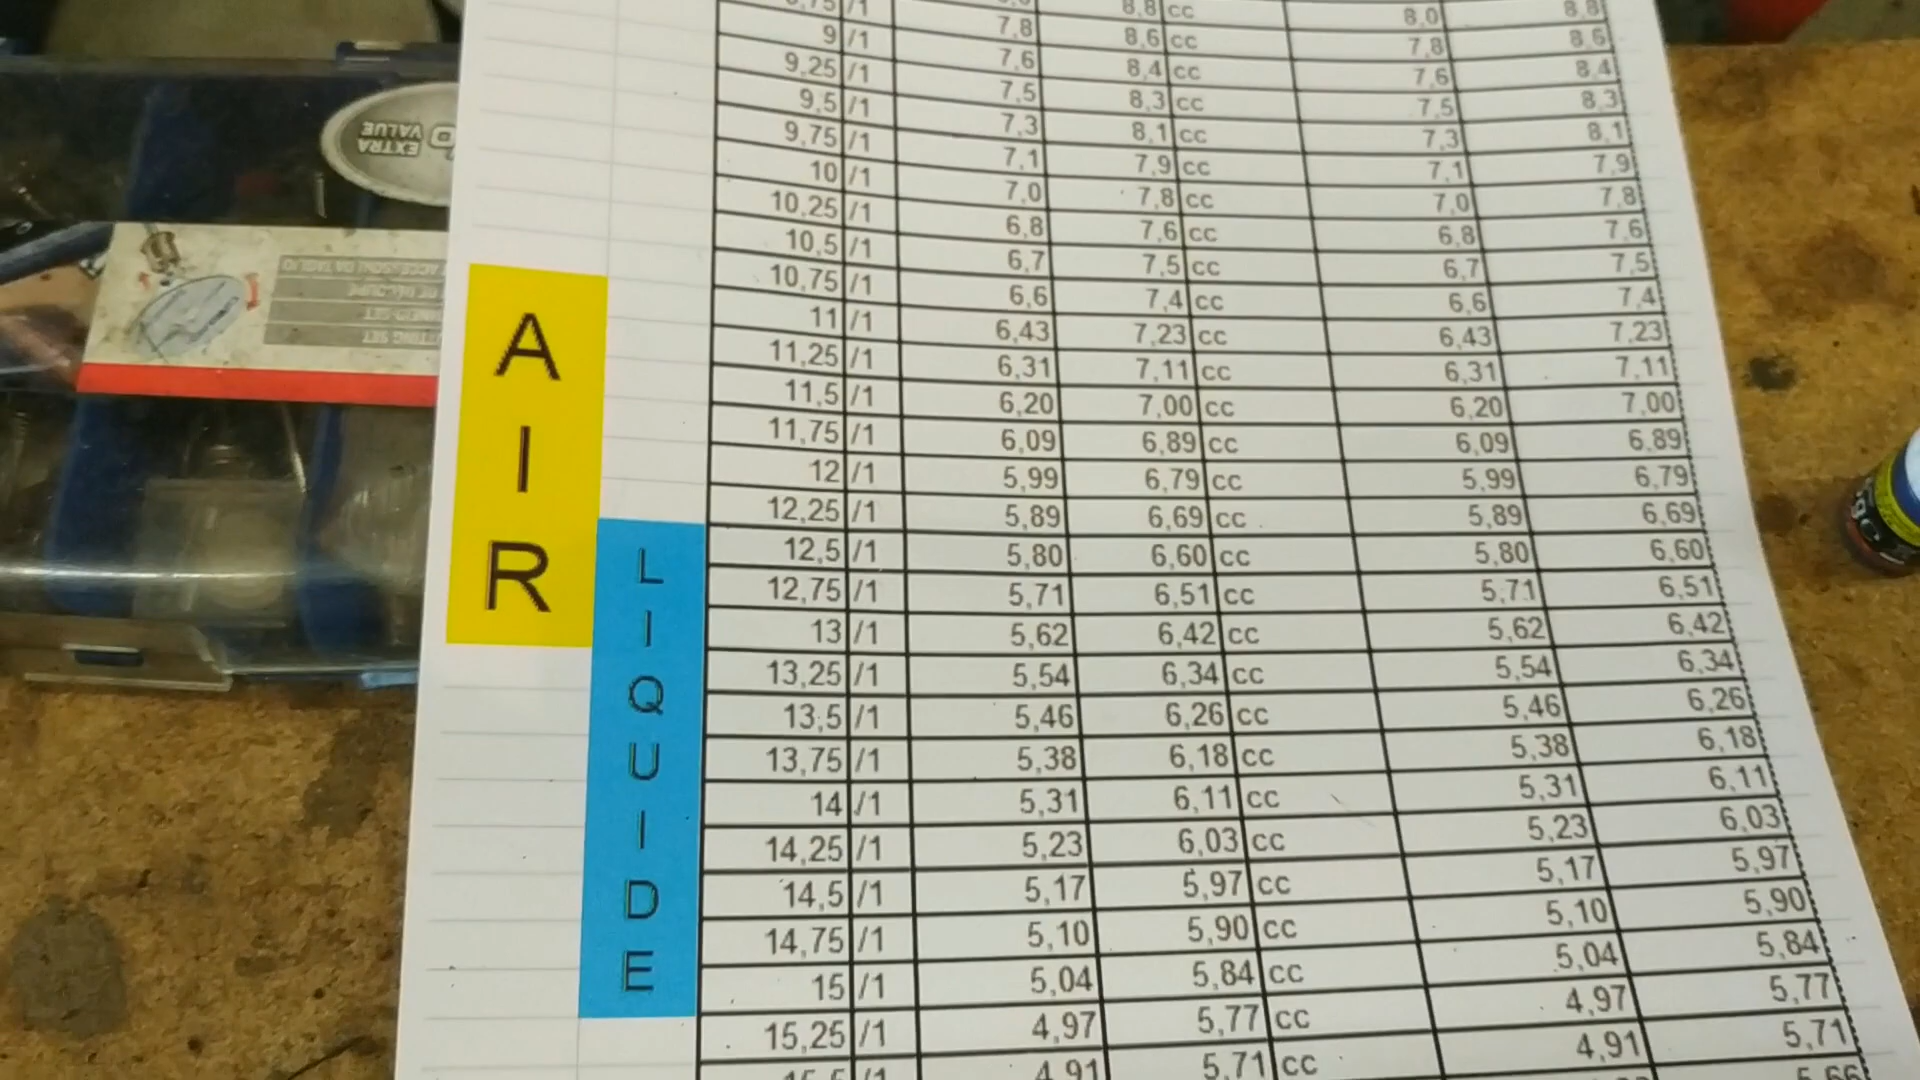 8,8 cc 8,0 8,8
8,75 /1 7,8 8,6 cc 7,8 8,6
9 /1 7,6 8,4 cc 7,6 8,4
9,25 /1 7,5 8,3 cc 7,5 8,3
9,5 /1 7,3 8,1 cc 7,3 8,1
9,75 /1 7,1 7,9 cc 7,1 7,9
10 /1 7,0 7,8 cc 7,0 7,8
10,25 /1 6,8 7,6 cc 6,8 7,6
10,5 /1 6,7 7,5 cc 6,7 7,5
10,75 /1 6,6 7,4 cc 6,6 7,4
11 /1 6,43 7,23 cc 6,43 7,23
11,25 /1 6,31 7,11 cc 6,31 7,11
11,5 /1 6,20 7,00 cc 6,20 7,00
11,75 /1 6,09 6,89 cc 6,09 6,89
12 /1 5,99 6,79 cc 5,99 6,79
12,25 /1 5,89 6,69 cc 5,89 6,69
12,5 /1 5,80 6,60 cc 5,80 6,60
12,75 /1 5,71 6,51 cc 5,71 6,51
13 /1 5,62 6,42 cc 5,62 6,42
13,25 /1 5,54 6,34 cc 5,54 6,34
13,5 /1 5,46 6,26 cc 5,46 6,26
13,75 /1 5,38 6,18 cc 5,38 6,18
14 /1 5,31 6,11 cc 5,31 6,11
14,25 /1 5,23 6,03 cc 5,23 6,03
14,5 /1 5,17 5,97 cc 5,17 5,97
14,75 /1 5,10 5,90 cc 5,10 5,90
15 /1 5,04 5,84 cc 5,04 5,84
15,25 /1 4,97 5,77 cc 4,97 5,77
15,5 /1 4,91 5,71 cc 4,91 5,71
5,66
AIR
LIQUIDE
EXTRA
VALUE